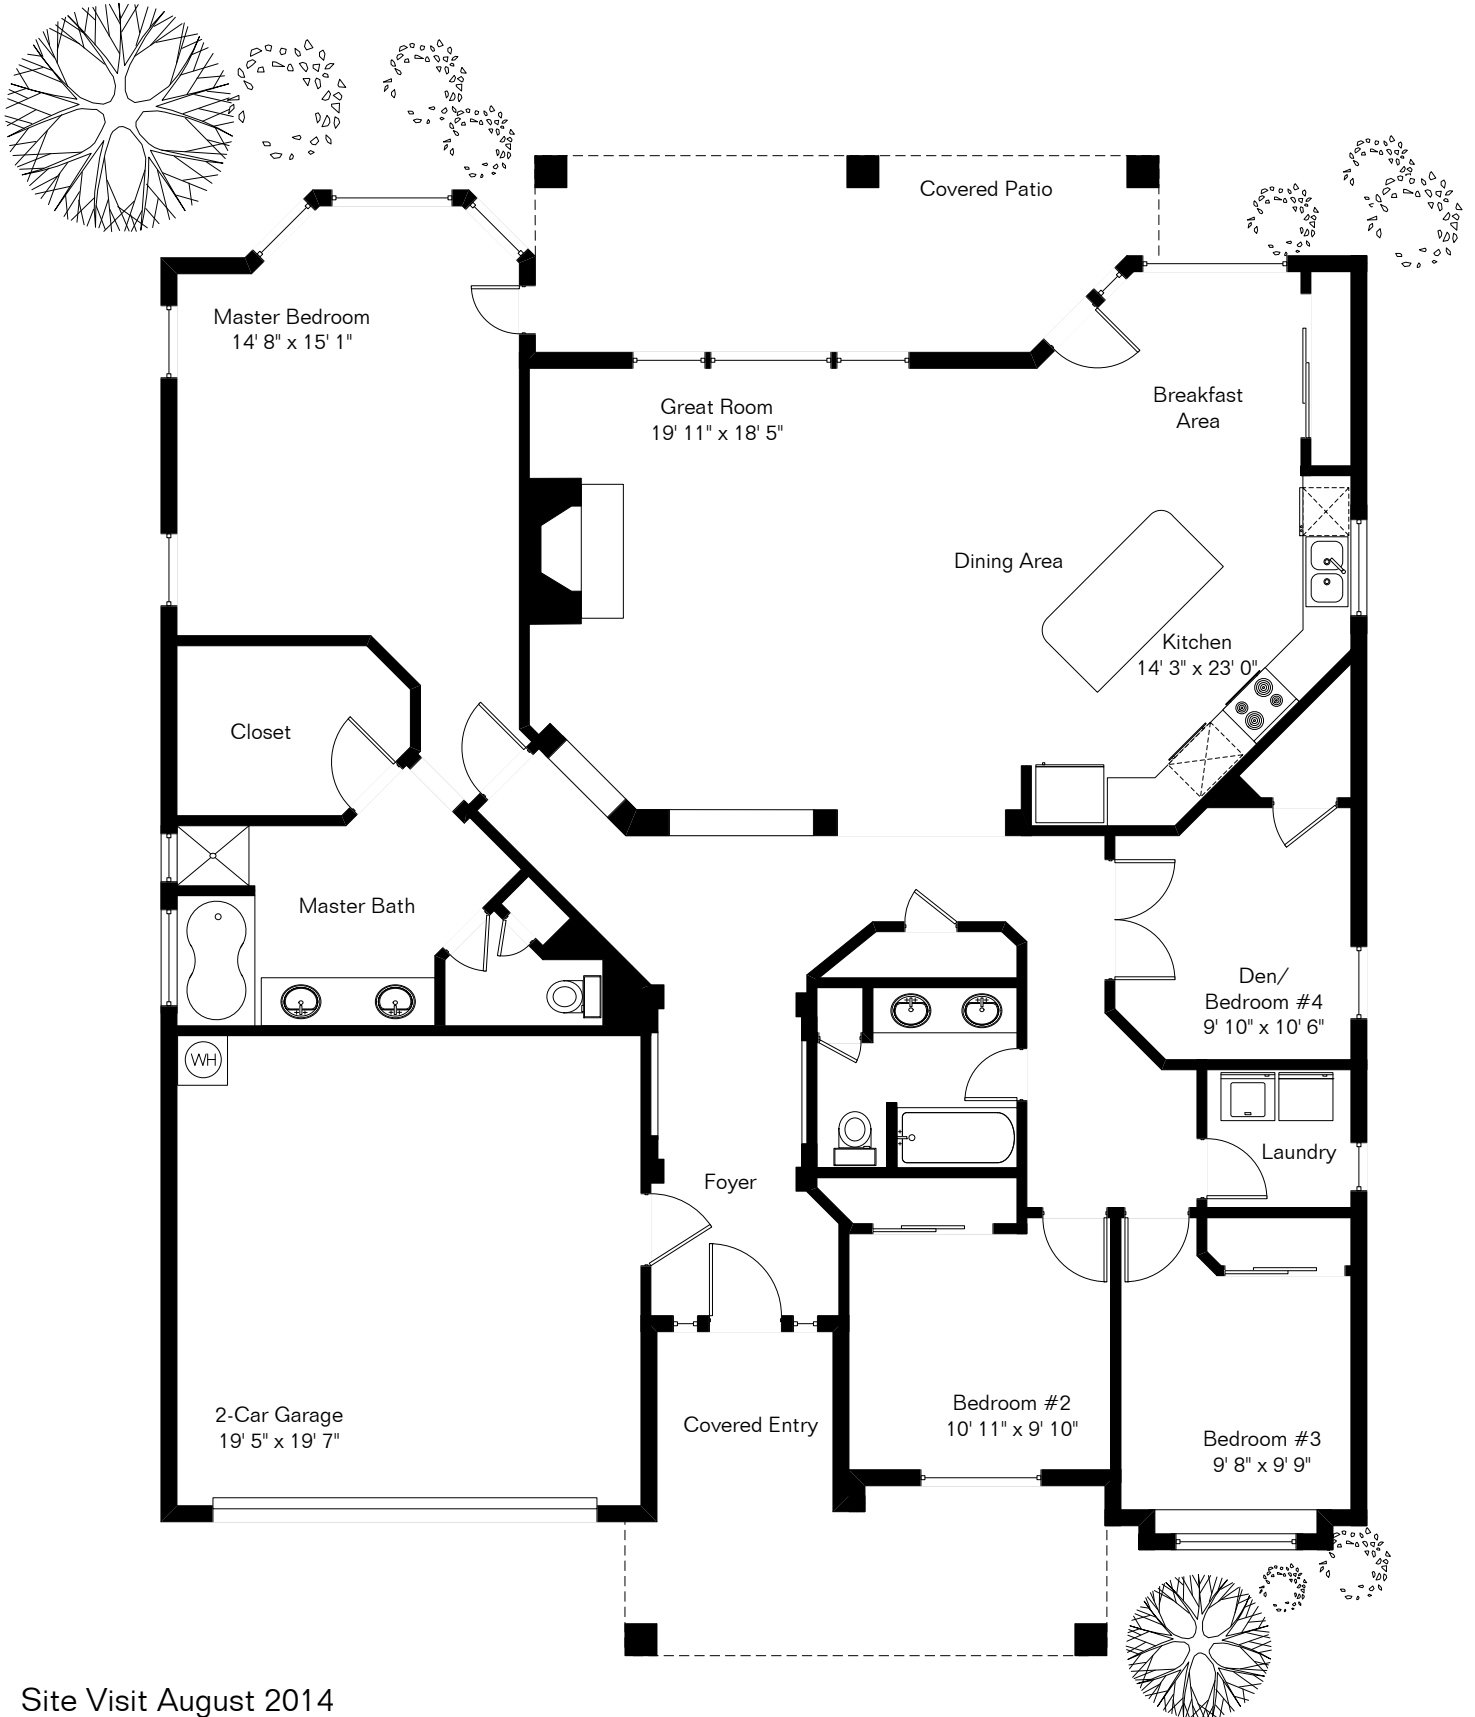 Covered Patio
Master Bedroom
14' 8" x 15' 1"
Great Room
19' 11" x 18' 5"
Breakfast
Area
Dining Area
Kitchen
14' 3" x 23' 0"
Closet
Master Bath
Den/
Bedroom #4
9' 10" x 10' 6"
WH
Laundry
Foyer
2-Car Garage
19' 5" x 19' 7"
Covered Entry
Bedroom #2
10' 11" x 9' 10"
Bedroom #3
9' 8" x 9' 9"
Site Visit August 2014